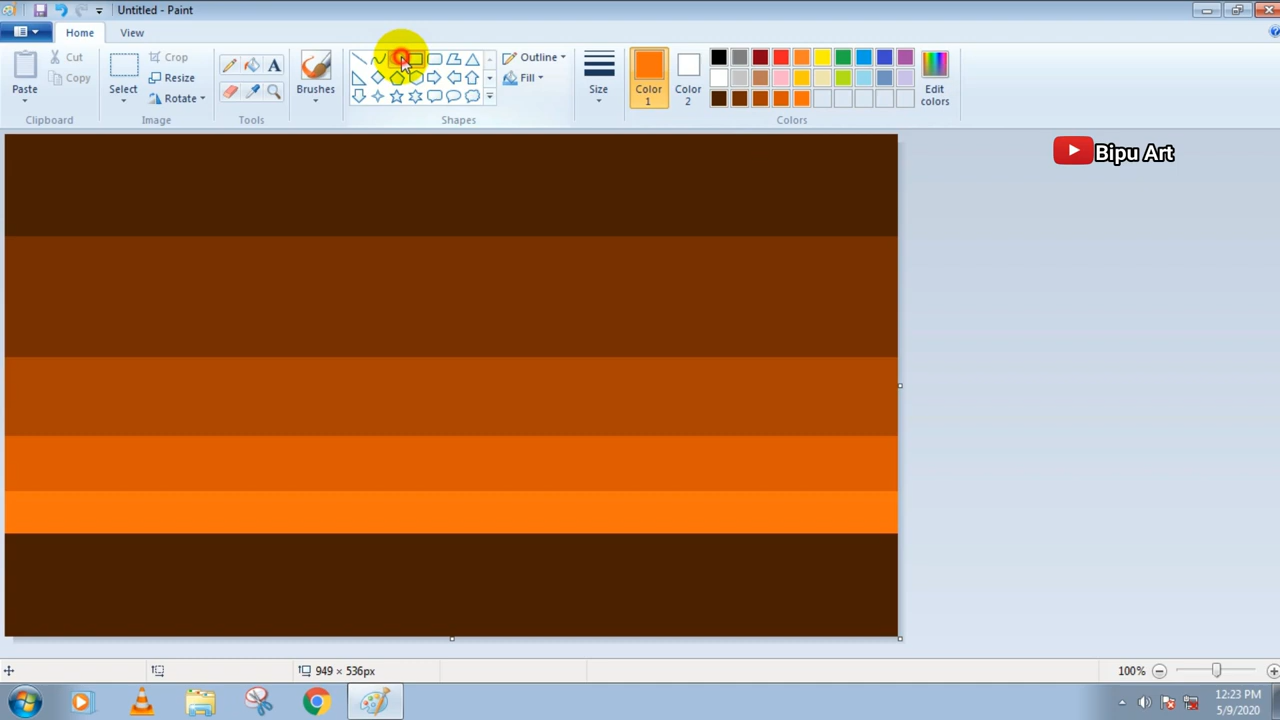 Untitled - Paint
Home
View
Paste
Cut
Copy
Clipboard
Select
Crop
Resize
Rotate
Image
A
Tools
Brushes
Shapes
Outline
Fill
Size
Color 1
Color 2
Edit colors
Colors
Bipu Art
949 × 536px
100%
12:23 PM
5/9/2020